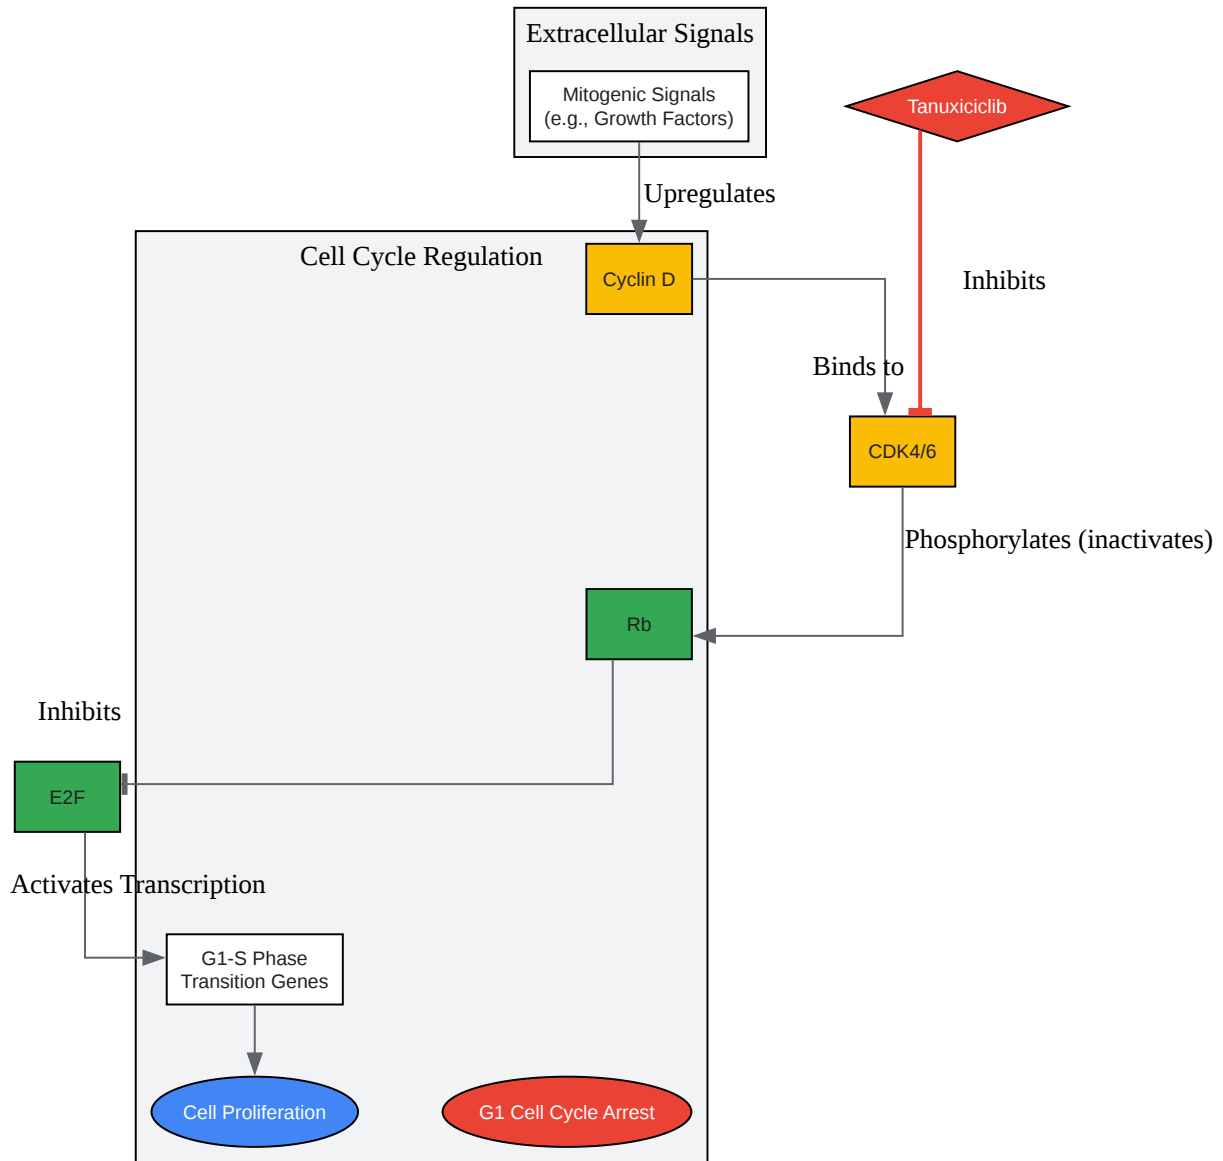 Extracellular Signals
Mitogenic Signals
(e.g., Growth Factors)
Tanuxiciclib
Upregulates
Cell Cycle Regulation
Cyclin D
Inhibits
Binds to
CDK4/6
Phosphorylates (inactivates)
Rb
Inhibits
E2F
Activates Transcription
G1-S Phase
Transition Genes
Cell Proliferation
G1 Cell Cycle Arrest